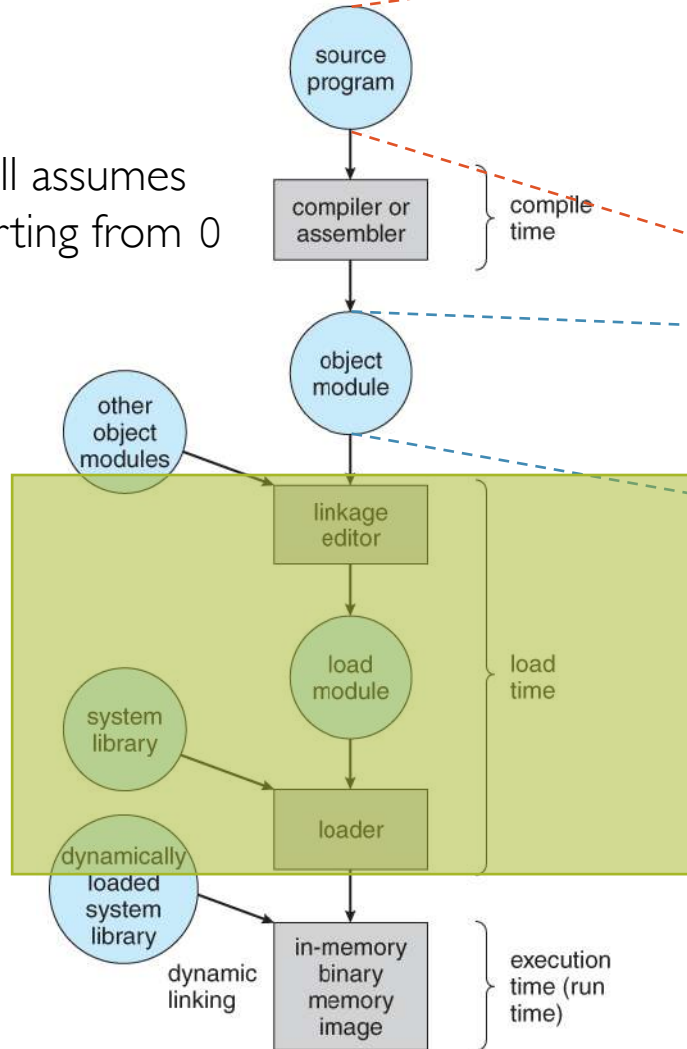 source
program
ll assumes
rting from 0
compiler or
assembler
compile
time
object
module
other
object
modules
linkage
editor
load
module
load
time
system
library
loader
dynamically
loaded
system
library
dynamic
linking
in-memory
binary
memory
image
execution
time (run
time)